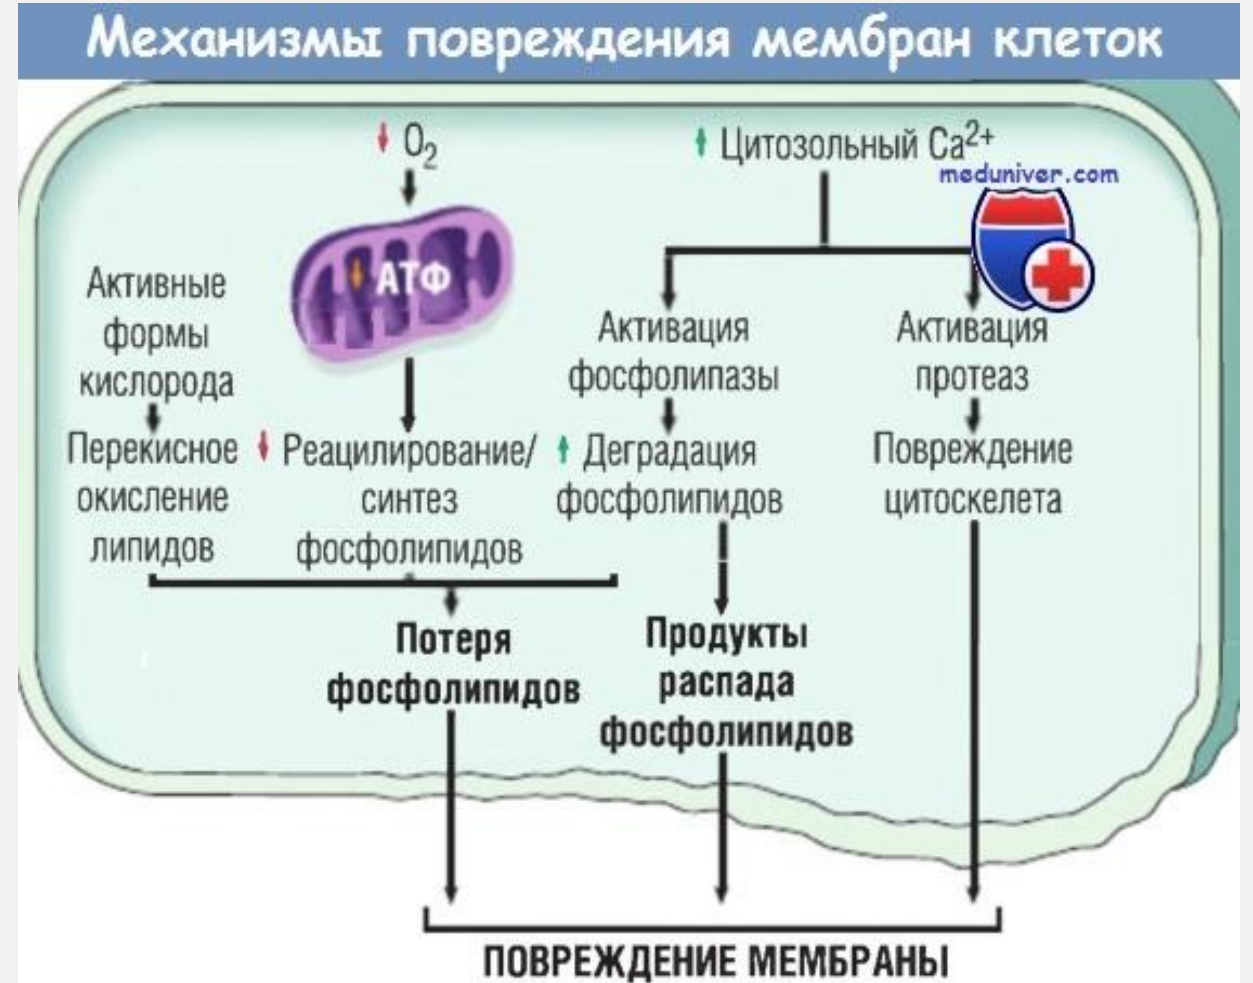 Механизмы повреждения мембран клеток
O2
Цитозольный Ca2+
meduniver.com
АТФ
Активные
формы
кислорода
Активация
фосфолипазы
Активация
протеаз
Перекисное
окисление
липидов
Реацилирование/
синтез
фосфолипидов
Деградация
фосфолипидов
Повреждение
цитоскелета
Потеря
фосфолипидов
Продукты
распада
фосфолипидов
ПОВРЕЖДЕНИЕ МЕМБРАНЫ